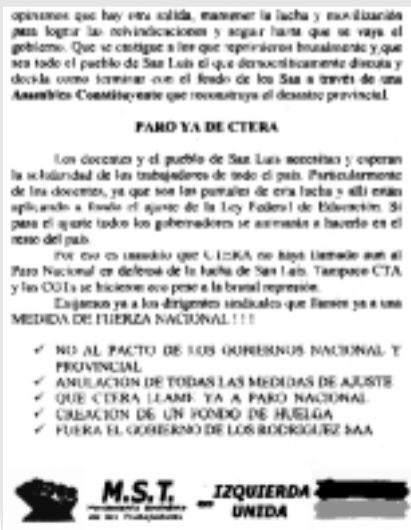 opinamos que hay otra salida, mantener la lucha y movilización
para lograr las reivindicaciones y seguir hasta que se vaya el
gobierno. Que se castigue a los que reprimieron brutalmente y que
sea todo el pueblo de San Luis el que democráticamente discuta y
decida como terminar con el feudo de los Saa a través de una
Asamblea Constituyente que reconstruya el desastre provincial.
PARO YA DE CTERA
Los docentes y el pueblo de San Luis necesitan y esperan
la solidaridad de los trabajadores de todo el país. Particularmente
de los docentes, ya que son los puntales de esta lucha y allí están
aplicando a fondo el ajuste de la Ley Federal de Educación. Si
pasa el ajuste todos los gobernadores se animarán a hacerlo en el
resto del país.
Por eso es inaudito que CTERA no haya llamado aún al
Paro Nacional en defensa de la lucha de San Luis. Tampoco CTA
y las CGTs se hicieron eco pese a la brutal represión.
Exijamos ya a los dirigentes sindicales que llamen ya a una
MEDIDA DE FUERZA NACIONAL ! ! !
✓ NO AL PACTO DE LOS GOBIERNOS NACIONAL Y
PROVINCIAL
✓ ANULACIÓN DE TODAS LAS MEDIDAS DE AJUSTE
✓ QUE CTERA LLAME YA A PARO NACIONAL
✓ CREACIÓN DE UN FONDO DE HUELGA
✓ FUERA EL GOBIERNO DE LOS RODRIGUEZ SAA
M.S.T. - IZQUIERDA
Movimiento Socialista
de los Trabajadores
UNIDA